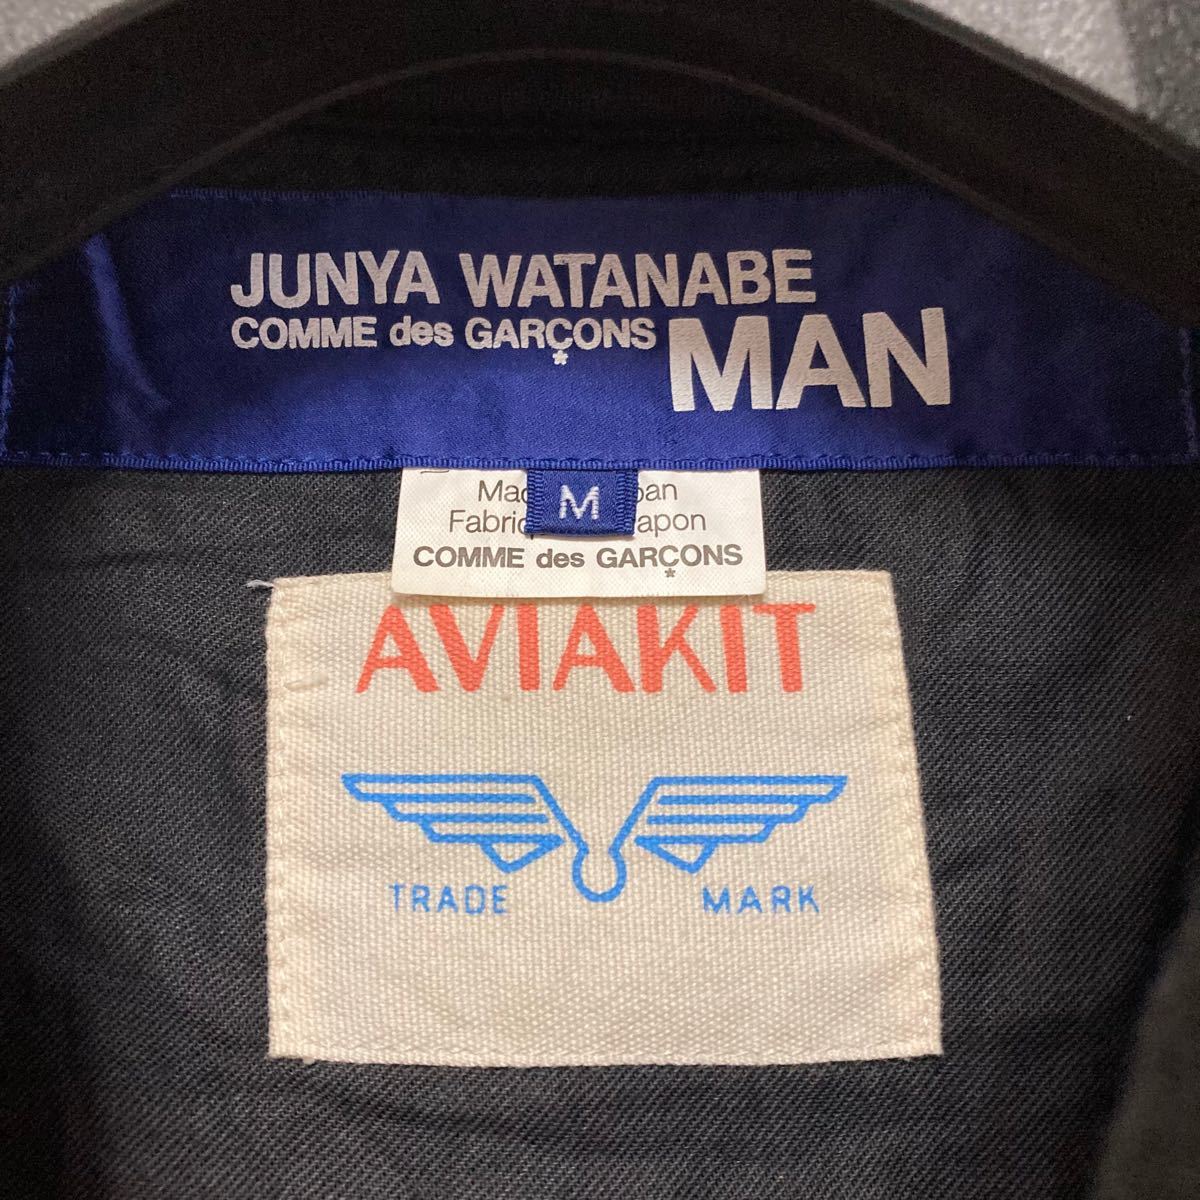 JUNYA WATANABE
COMME des GARÇONS MAN
*
M
COMME des GARÇONS
*
AVIAKIT
TRADE MARK